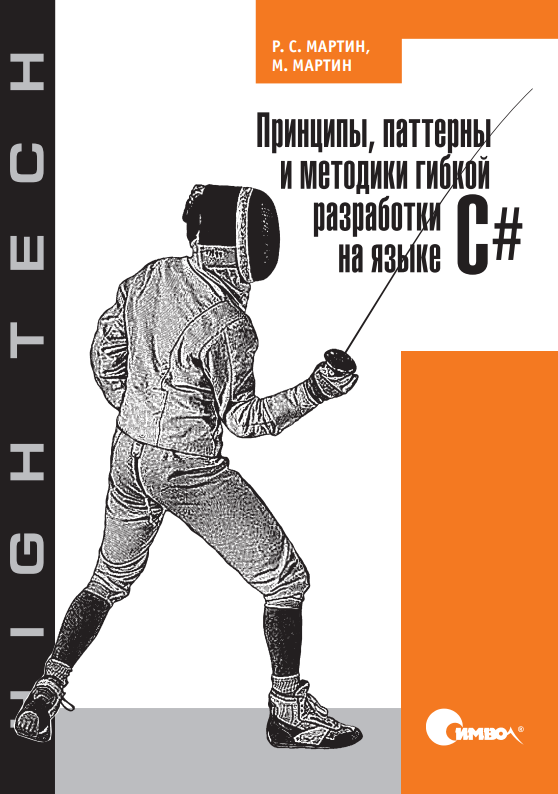 HIGH TECH
Р. С. МАРТИН,
М. МАРТИН
Принципы, паттерны
и методики гибкой
разработки
на языке C#
Символ®